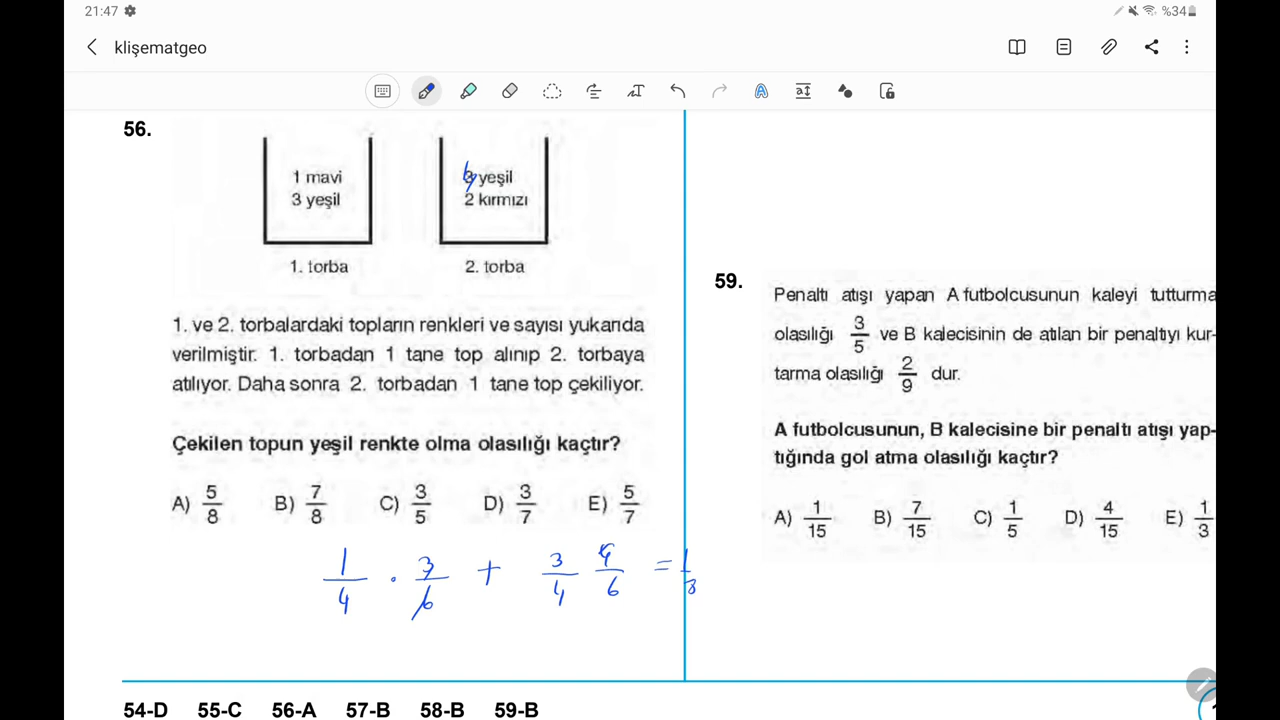 21:47
%34
klişematgeo
56.
1 mavi
3 yeşil
1. torba
4
3 yeşil
2 kırmızı
2. torba
1. ve 2. torbalardaki topların renkleri ve sayısı yukarıda
verilmiştir. 1. torbadan 1 tane top alınıp 2. torbaya
atılıyor. Daha sonra 2. torbadan 1 tane top çekiliyor.
Çekilen topun yeşil renkte olma olasılığı kaçtır?
A) 5/8 B) 7/8 C) 3/5 D) 3/7 E) 5/7
1/4 · 3/6 + 3/4 4/6 = 1/8
59.
Penaltı atışı yapan A futbolcusunun kaleyi tutturma
olasılığı 3/5 ve B kalecisinin de atılan bir penaltıyı kur-
tarma olasılığı 2/9 dur.
A futbolcusunun, B kalecisine bir penaltı atışı yap-
tığında gol atma olasılığı kaçtır?
A) 1/15 B) 7/15 C) 1/5 D) 4/15 E) 1/3
54-D 55-C 56-A 57-B 58-B 59-B